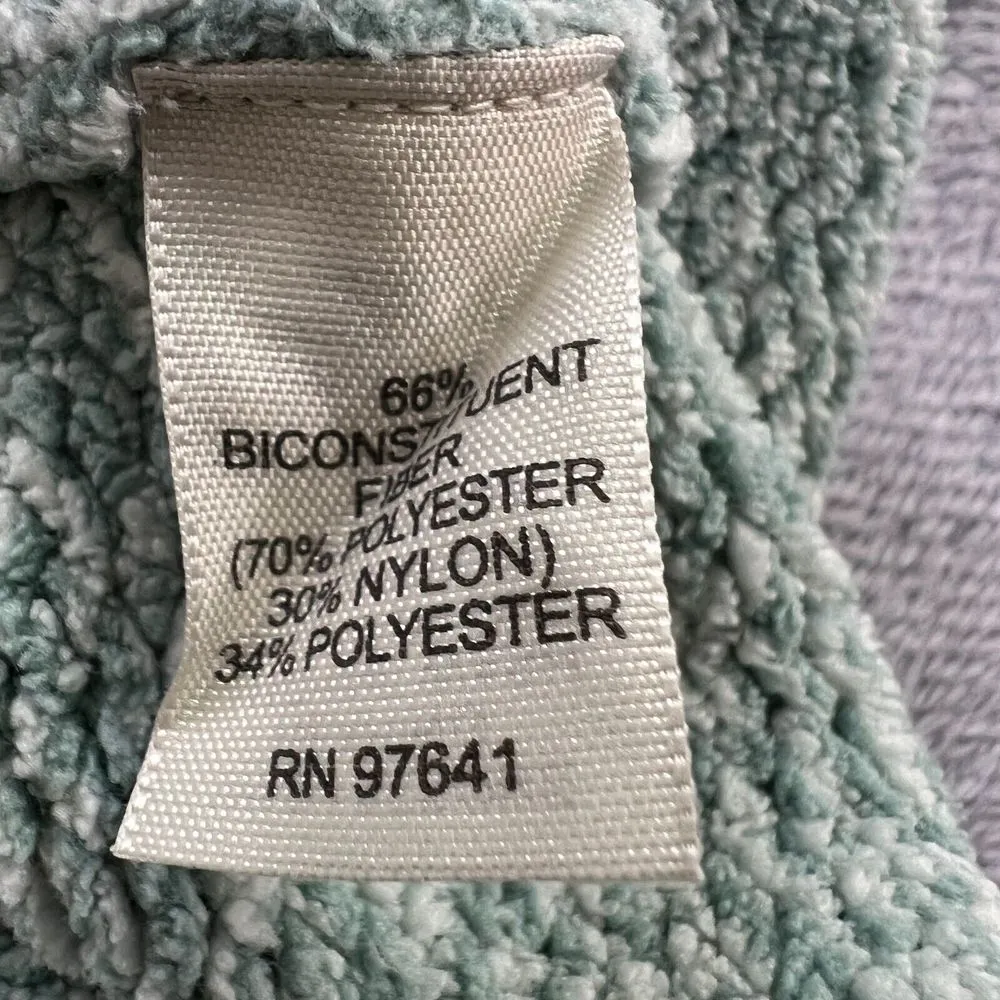 66%
BICONSTITUENT
FIBER
(70% POLYESTER
30% NYLON)
34% POLYESTER
RN 97641